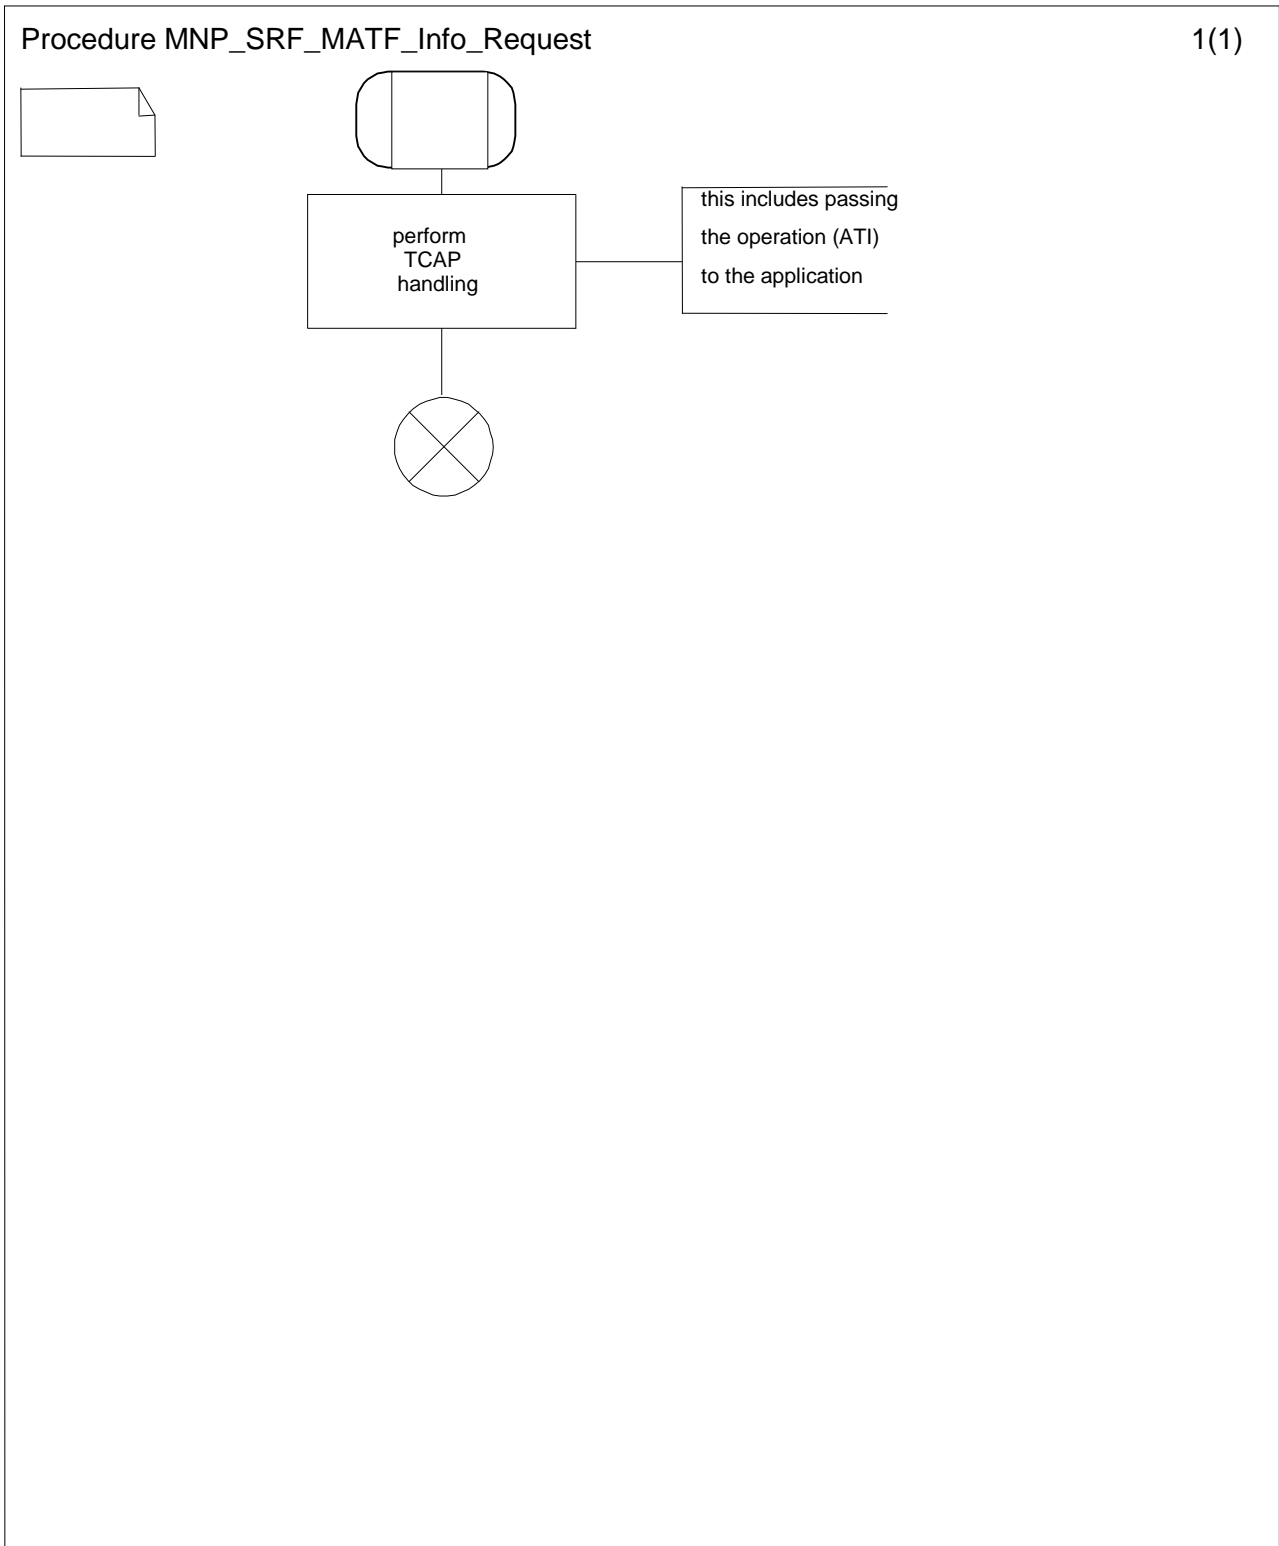 Procedure MNP_SRF_MATF_Info_Request
1(1)
perform
TCAP
handling
this includes passing
the operation (ATI)
to the application